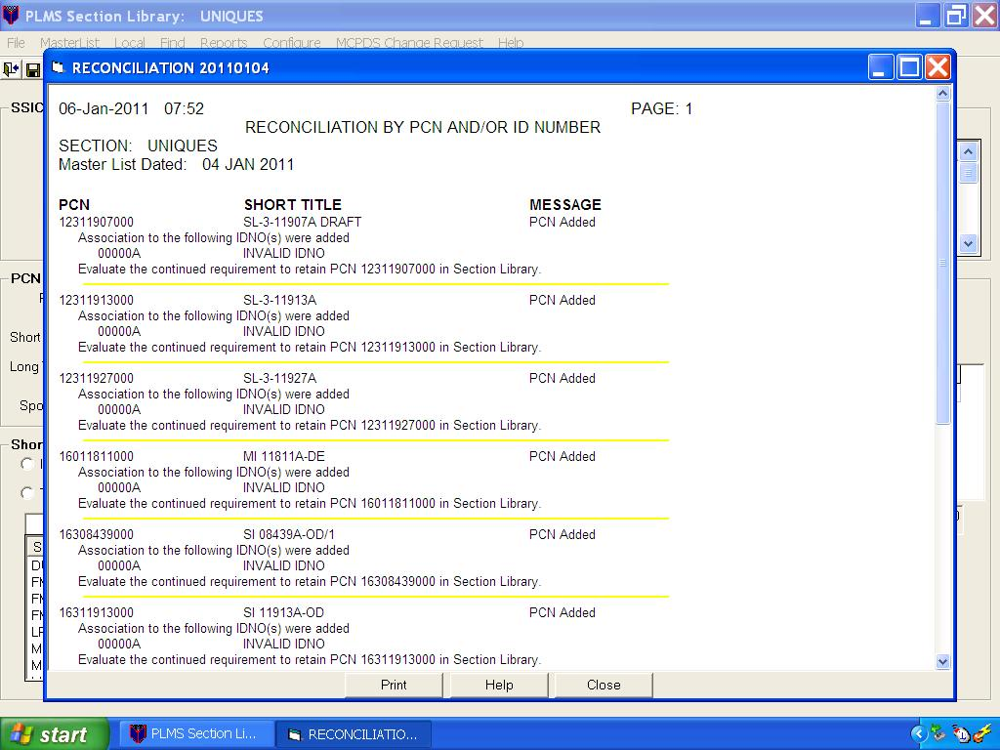 PLMS Section Library: UNIQUES
File MasterList Local Find Reports Configure MCPDS Change Request Help
RECONCILIATION 20110104
SSIC
06-Jan-2011 07:52 PAGE: 1
RECONCILIATION BY PCN AND/OR ID NUMBER
SECTION: UNIQUES
Master List Dated: 04 JAN 2011
PCN SHORT TITLE MESSAGE
12311907000 SL-3-11907A DRAFT PCN Added
Association to the following IDNO(s) were added
00000A INVALID IDNO
Evaluate the continued requirement to retain PCN 12311907000 in Section Library.
PCN
12311913000 SL-3-11913A PCN Added
Association to the following IDNO(s) were added
00000A INVALID IDNO
Short
Evaluate the continued requirement to retain PCN 12311913000 in Section Library.
Long
12311927000 SL-3-11927A PCN Added
Association to the following IDNO(s) were added
Spo
00000A INVALID IDNO
Evaluate the continued requirement to retain PCN 12311927000 in Section Library.
Shor
16011811000 MI 11811A-DE PCN Added
Association to the following IDNO(s) were added
00000A INVALID IDNO
Evaluate the continued requirement to retain PCN 16011811000 in Section Library.
16308439000 SI 08439A-OD/1 PCN Added
Association to the following IDNO(s) were added
00000A INVALID IDNO
Evaluate the continued requirement to retain PCN 16308439000 in Section Library.
16311913000 SI 11913A-OD PCN Added
Association to the following IDNO(s) were added
00000A INVALID IDNO
Evaluate the continued requirement to retain PCN 16311913000 in Section Library.
Print Help Close
start PLMS Section Li... RECONCILIATIO...